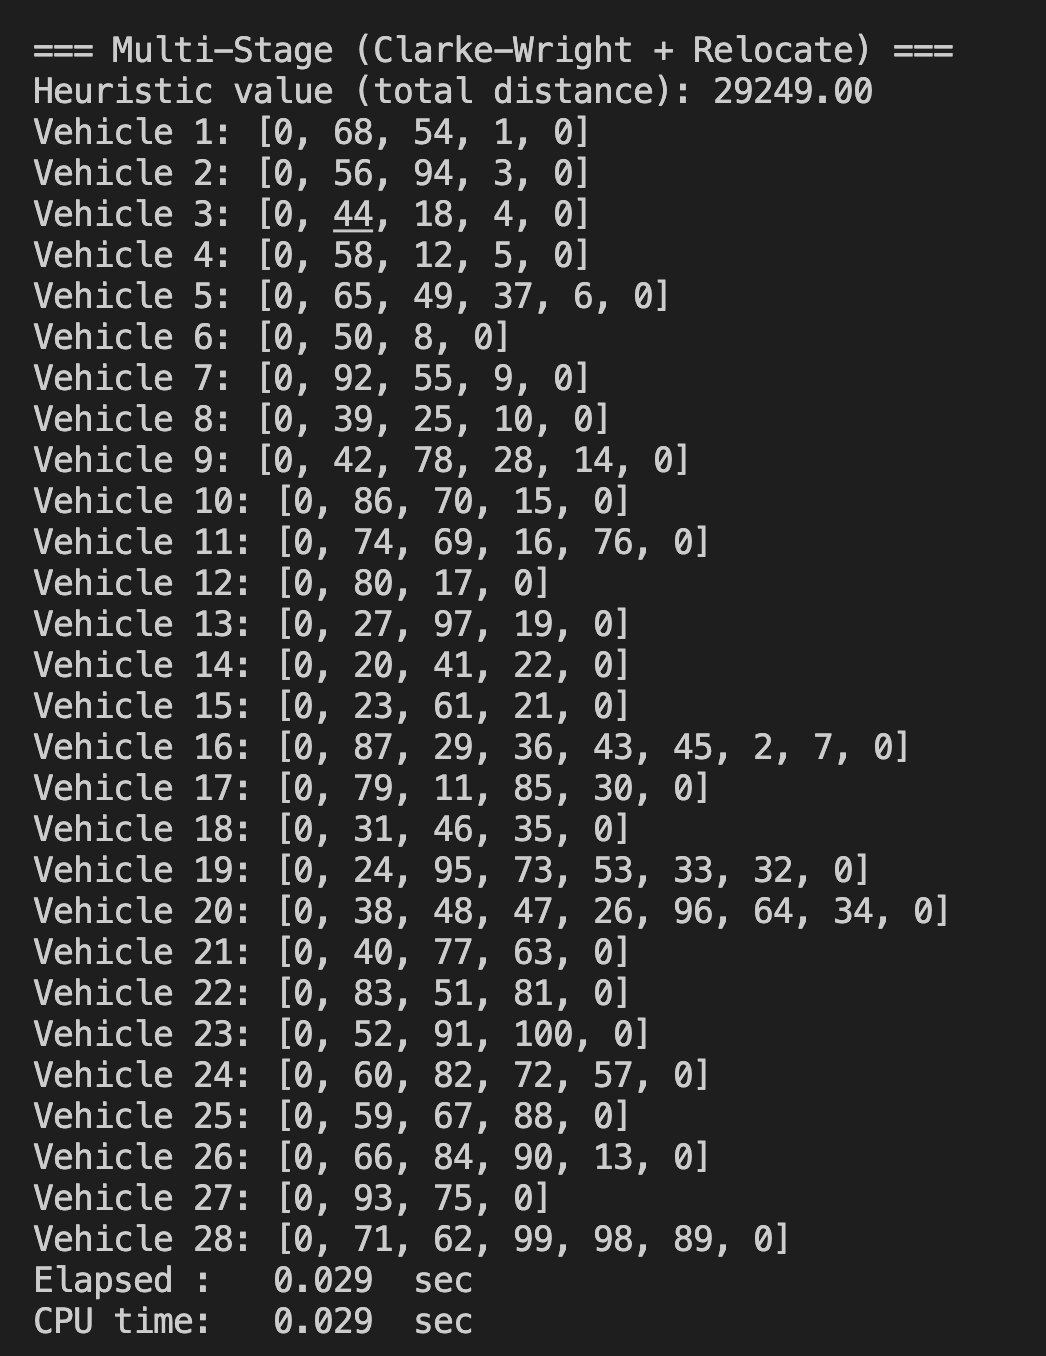 === Multi-Stage (Clarke-Wright + Relocate) ===
Heuristic value (total distance): 29249.00
Vehicle 1: [0, 68, 54, 1, 0]
Vehicle 2: [0, 56, 94, 3, 0]
Vehicle 3: [0, 44, 18, 4, 0]
Vehicle 4: [0, 58, 12, 5, 0]
Vehicle 5: [0, 65, 49, 37, 6, 0]
Vehicle 6: [0, 50, 8, 0]
Vehicle 7: [0, 92, 55, 9, 0]
Vehicle 8: [0, 39, 25, 10, 0]
Vehicle 9: [0, 42, 78, 28, 14, 0]
Vehicle 10: [0, 86, 70, 15, 0]
Vehicle 11: [0, 74, 69, 16, 76, 0]
Vehicle 12: [0, 80, 17, 0]
Vehicle 13: [0, 27, 97, 19, 0]
Vehicle 14: [0, 20, 41, 22, 0]
Vehicle 15: [0, 23, 61, 21, 0]
Vehicle 16: [0, 87, 29, 36, 43, 45, 2, 7, 0]
Vehicle 17: [0, 79, 11, 85, 30, 0]
Vehicle 18: [0, 31, 46, 35, 0]
Vehicle 19: [0, 24, 95, 73, 53, 33, 32, 0]
Vehicle 20: [0, 38, 48, 47, 26, 96, 64, 34, 0]
Vehicle 21: [0, 40, 77, 63, 0]
Vehicle 22: [0, 83, 51, 81, 0]
Vehicle 23: [0, 52, 91, 100, 0]
Vehicle 24: [0, 60, 82, 72, 57, 0]
Vehicle 25: [0, 59, 67, 88, 0]
Vehicle 26: [0, 66, 84, 90, 13, 0]
Vehicle 27: [0, 93, 75, 0]
Vehicle 28: [0, 71, 62, 99, 98, 89, 0]
Elapsed :   0.029  sec
CPU time:   0.029  sec